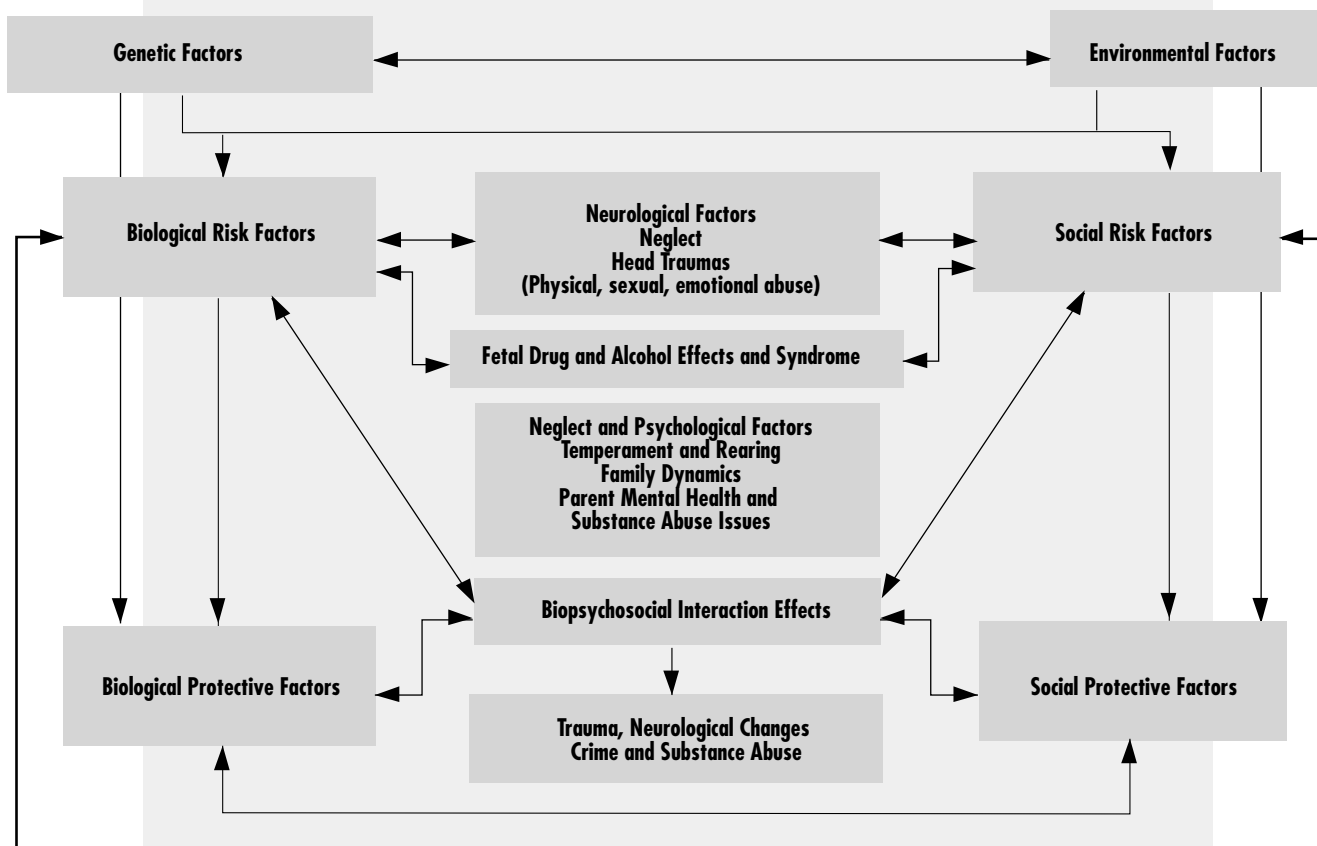 Genetic Factors
Environmental Factors
Biological Risk Factors
Neurological Factors
Neglect
Head Traumas
(Physical, sexual, emotional abuse)
Social Risk Factors
Fetal Drug and Alcohol Effects and Syndrome
Neglect and Psychological Factors
Temperament and Rearing
Family Dynamics
Parent Mental Health and
Substance Abuse Issues
Biopsychosocial Interaction Effects
Biological Protective Factors
Social Protective Factors
Trauma, Neurological Changes
Crime and Substance Abuse